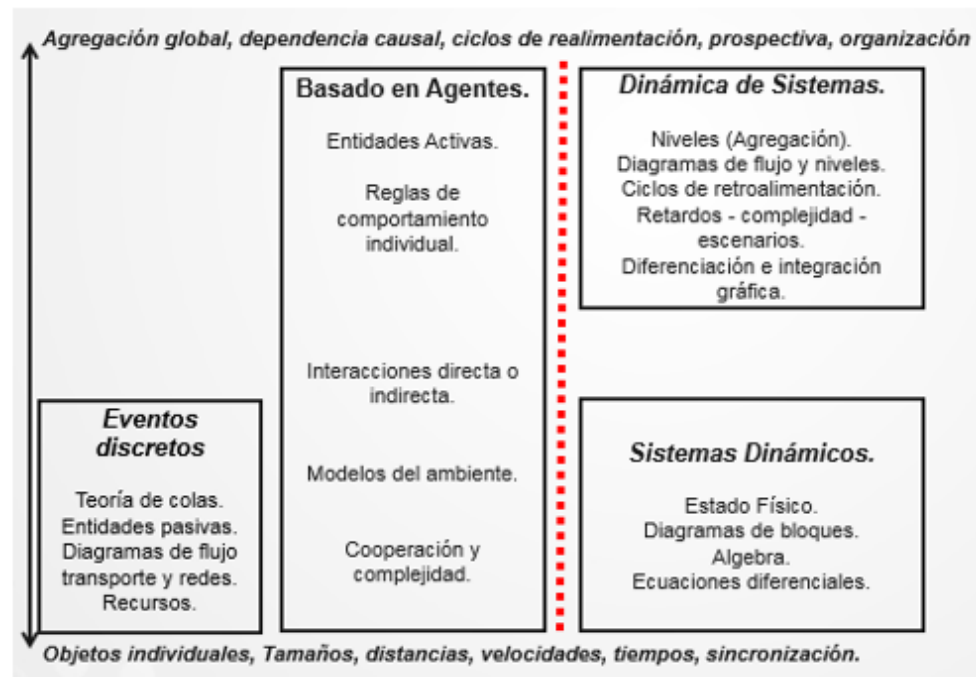 Agregación global, dependencia causal, ciclos de realimentación, prospectiva, organización
Basado en Agentes.
Entidades Activas.
Reglas de
comportamiento
individual.
Interacciones directa o
indirecta.
Modelos del ambiente.
Cooperación y
complejidad.
Dinámica de Sistemas.
Niveles (Agregación).
Diagramas de flujo y niveles.
Ciclos de retroalimentación.
Retardos - complejidad -
escenarios.
Diferenciación e integración
gráfica.
Eventos
discretos
Teoría de colas.
Entidades pasivas.
Diagramas de flujo
transporte y redes.
Recursos.
Sistemas Dinámicos.
Estado Físico.
Diagramas de bloques.
Algebra.
Ecuaciones diferenciales.
Objetos individuales, Tamaños, distancias, velocidades, tiempos, sincronización.